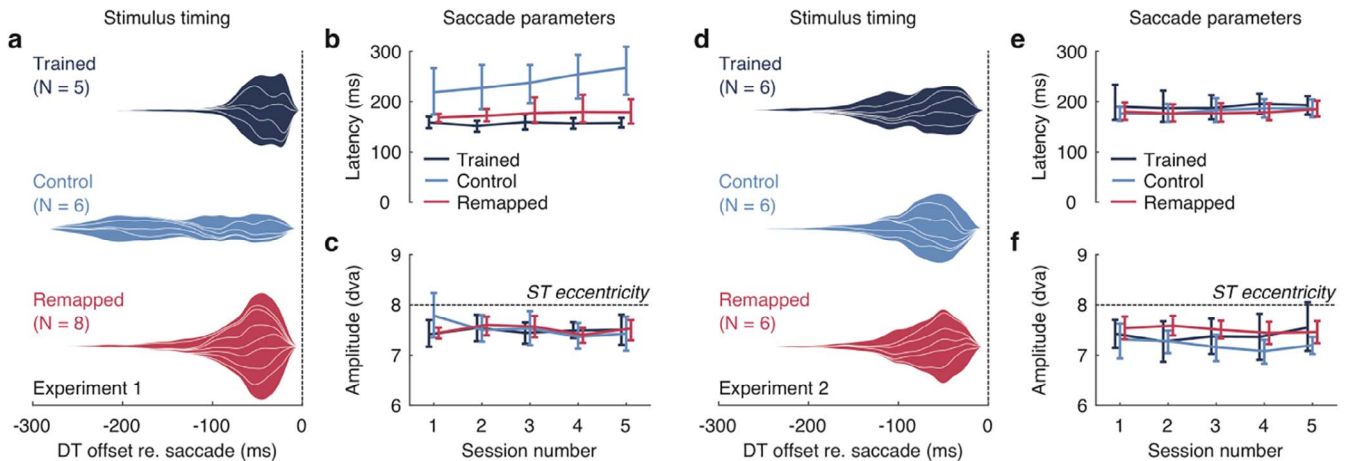 Stimulus timing
a
Trained
(N = 5)
Control
(N = 6)
Remapped
(N = 8)
Experiment 1
-300 -200 -100 0
DT offset re. saccade (ms)
Saccade parameters
b
300
200
100
0
Latency (ms)
Trained
Control
Remapped
c
9
8
7
6
Amplitude (dva)
ST eccentricity
1 2 3 4 5
Session number
Stimulus timing
d
Trained
(N = 6)
Control
(N = 6)
Remapped
(N = 6)
Experiment 2
-300 -200 -100 0
DT offset re. saccade (ms)
Saccade parameters
e
300
200
100
0
Latency (ms)
Trained
Control
Remapped
f
9
8
7
6
Amplitude (dva)
ST eccentricity
1 2 3 4 5
Session number